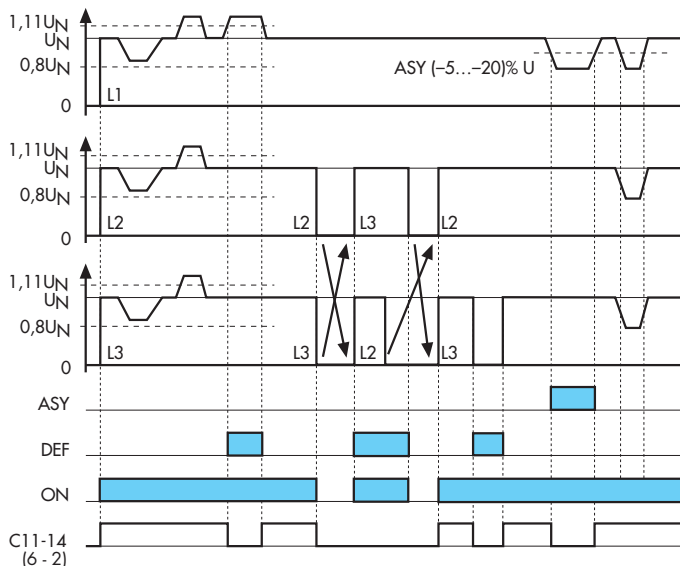 1,11UN
UN
0,8UN
ASY (–5...–20)% U
0
L1
1,11UN
UN
0,8UN
L2 L2 L3 L2
0
1,11UN
UN
0,8UN
L3 L3 L2 L3
0
ASY
DEF
ON
C11-14
(6 - 2)